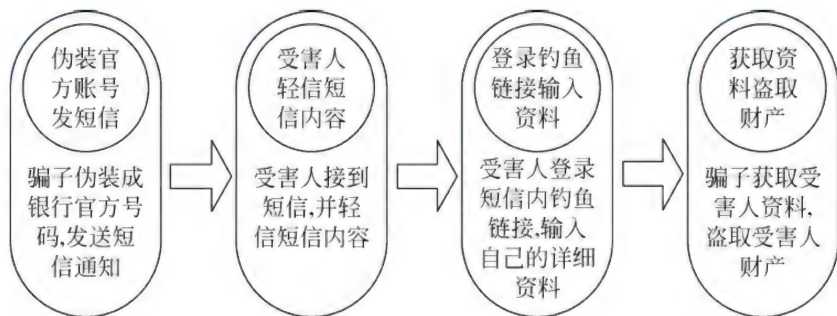 伪装官
方账号
发短信
骗子伪装成
银行官方号
码,发送短
信通知
受害人
轻信短
信内容
受害人接到
短信,并轻
信短信内容
登录钓鱼
链接输入
资料
受害人登录
短信内钓鱼
链接,输入
自己的详细
资料
获取资
料盗取
财产
骗子获取受
害人资料,
盗取受害人
财产